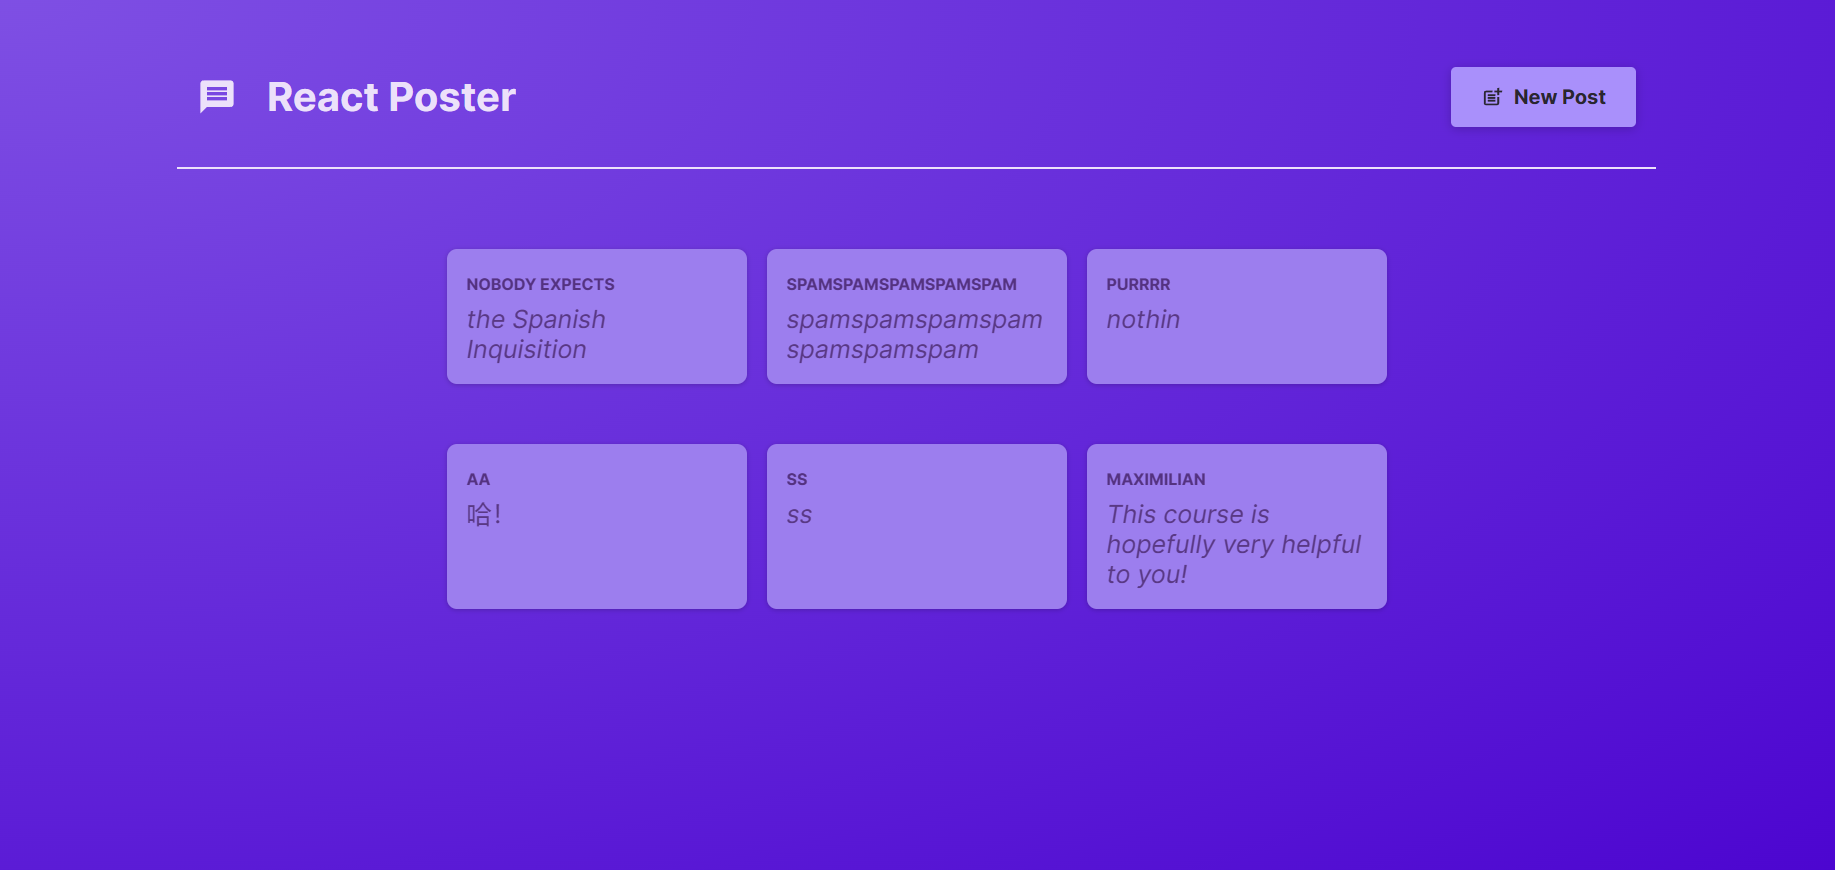 React Poster
New Post
NOBODY EXPECTS
the Spanish
Inquisition
SPAMSPAMSPAMSPAMSPAM
spamspamspamspam
spamspamspam
PURRRR
nothin
AA
哈!
SS
ss
MAXIMILIAN
This course is
hopefully very helpful
to you!